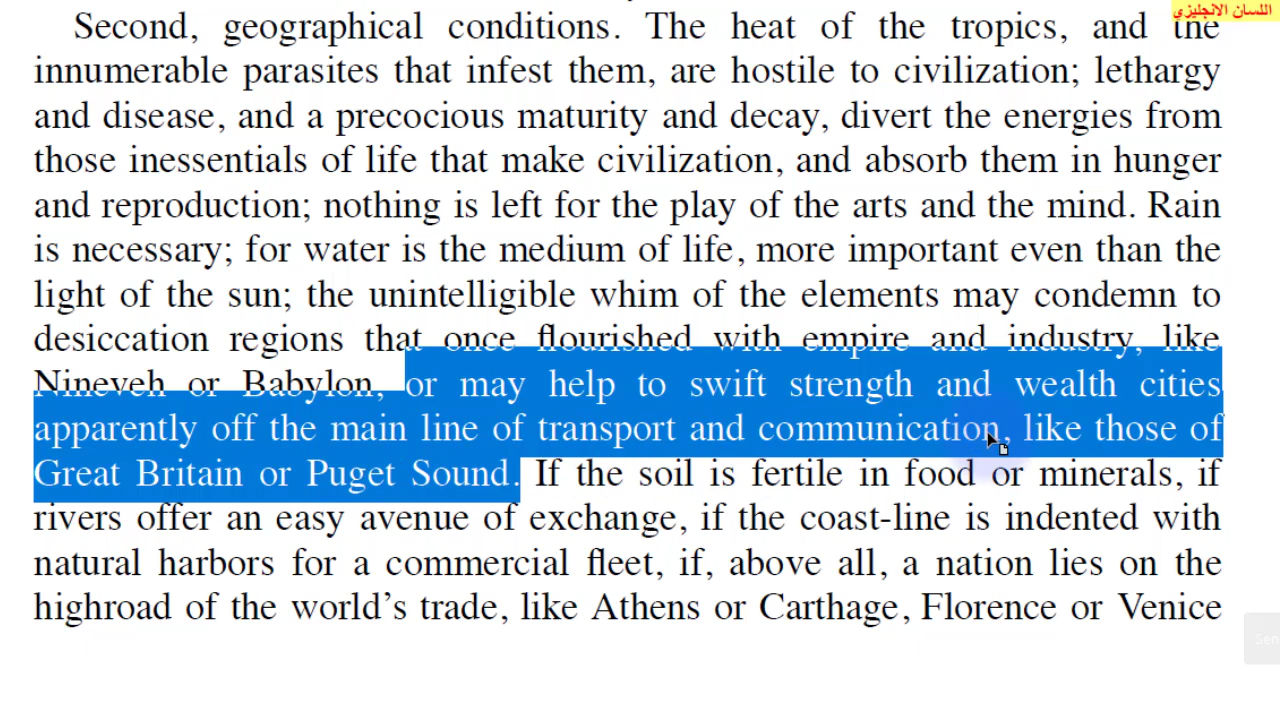 اللسان الانجليزي
Second, geographical conditions. The heat of the tropics, and the
innumerable parasites that infest them, are hostile to civilization; lethargy
and disease, and a precocious maturity and decay, divert the energies from
those inessentials of life that make civilization, and absorb them in hunger
and reproduction; nothing is left for the play of the arts and the mind. Rain
is necessary; for water is the medium of life, more important even than the
light of the sun; the unintelligible whim of the elements may condemn to
desiccation regions that once flourished with empire and industry, like
Nineveh or Babylon, or may help to swift strength and wealth cities
apparently off the main line of transport and communication, like those of
Great Britain or Puget Sound. If the soil is fertile in food or minerals, if
rivers offer an easy avenue of exchange, if the coast-line is indented with
natural harbors for a commercial fleet, if, above all, a nation lies on the
highroad of the world’s trade, like Athens or Carthage, Florence or Venice